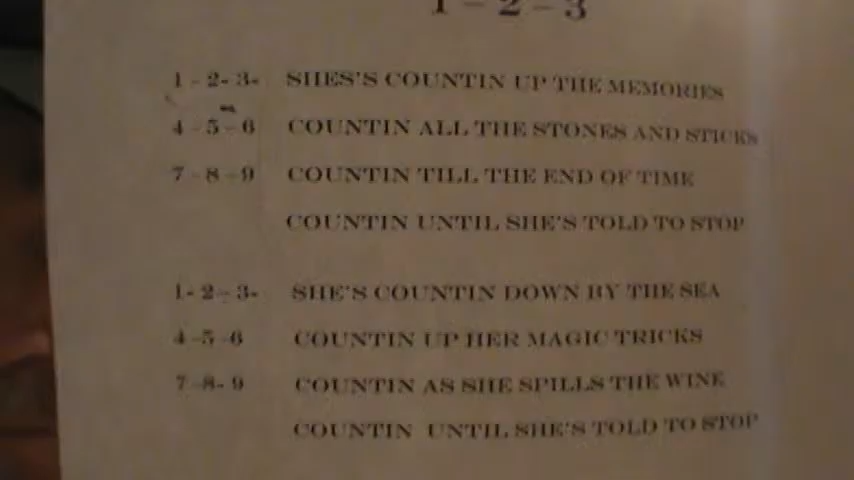 1 - 2 - 3
1 - 2- 3- SHES'S COUNTIN UP THE MEMORIES
4 - 5 - 6 COUNTIN ALL THE STONES AND STICKS
7 - 8 - 9 COUNTIN TILL THE END OF TIME
COUNTIN UNTIL SHE'S TOLD TO STOP
1- 2 - 3- SHE'S COUNTIN DOWN BY THE SEA
4 -5 -6 COUNTIN UP HER MAGIC TRICKS
7 -8- 9 COUNTIN AS SHE SPILLS THE WINE
COUNTIN UNTIL SHE'S TOLD TO STOP